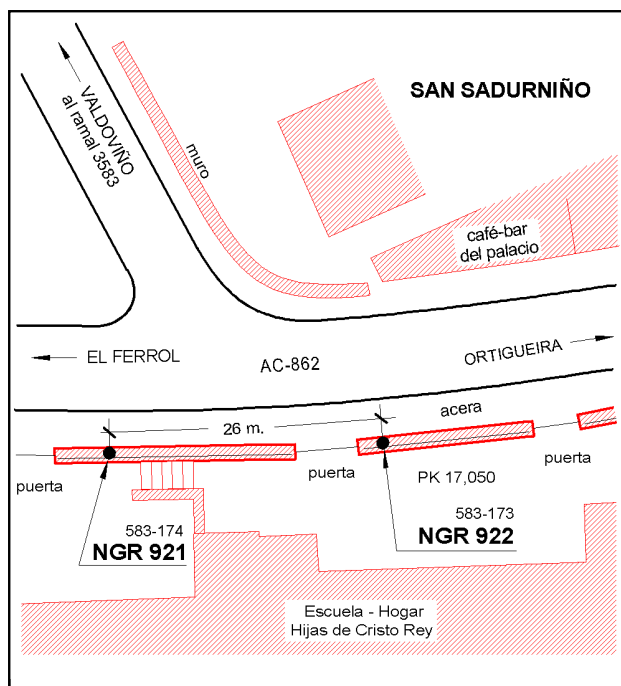 SAN SADURNIÑO
VALDOVIÑO
al ramal 3583
muro
café-bar
del palacio
EL FERROL
AC-862
ORTIGUEIRA
26 m.
acera
puerta
puerta
puerta
PK 17,050
583-174
NGR 921
583-173
NGR 922
Escuela - Hogar
Hijas de Cristo Rey